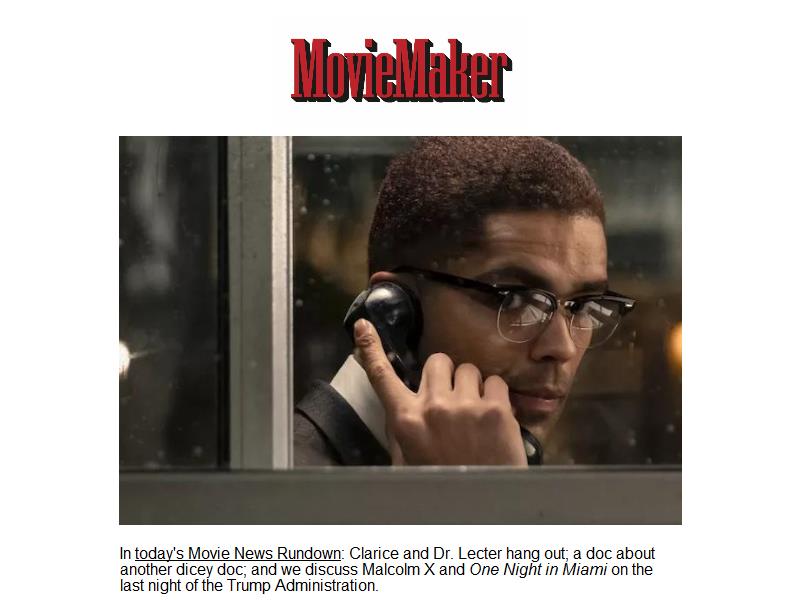 MovieMaker
In today's Movie News Rundown: Clarice and Dr. Lecter hang out; a doc about
another dicey doc; and we discuss Malcolm X and One Night in Miami on the
last night of the Trump Administration.